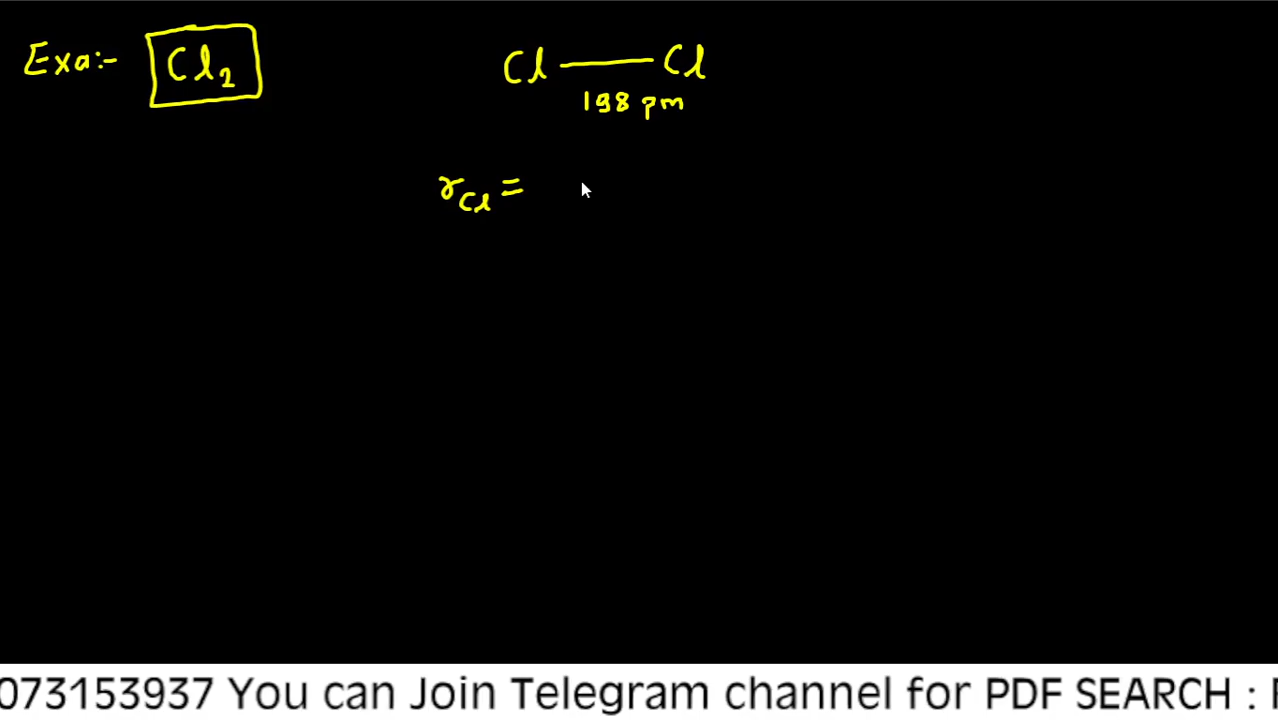 Exa:- Cl2 Cl — Cl
198 pm
rCl =
073153937 You can Join Telegram channel for PDF SEARCH :